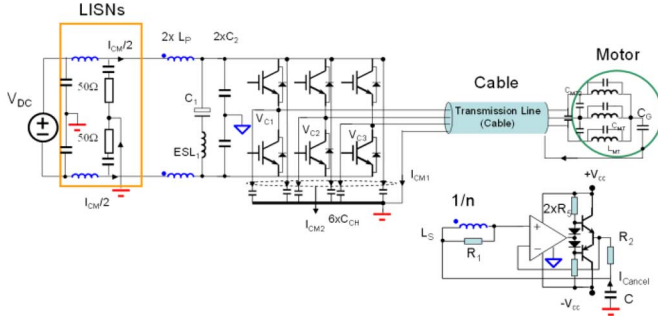 LISNs
I_CM/2
2x L_P
2xC_2
Motor
Cable
50Ω
V_DC
C_1
V_C1
Transmission Line
(Cable)
C_G
V_C2
V_C3
50Ω
ESL_1
L_MT
I_CM1
I_CM/2
+V_cc
6xC_CH
I_CM2
1/n
L_S
R_1
R_2
I_Cancel
C
-V_cc